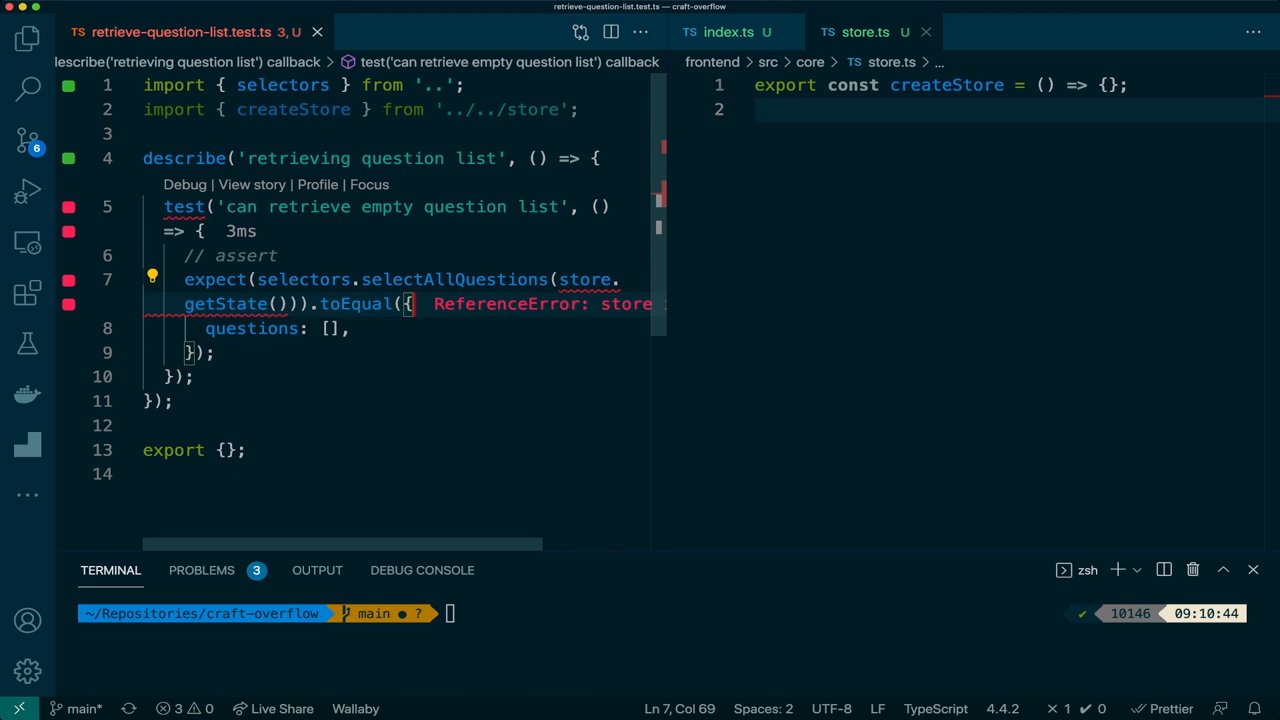 retrieve-question-list.test.ts — craft-overflow
TS retrieve-question-list.test.ts 3, U
TS index.ts U
TS store.ts U
describe('retrieving question list') callback > test('can retrieve empty question list') callback
frontend > src > core > TS store.ts > ...
1 import { selectors } from '..';
2 import { createStore } from '../../store';
3
4 describe('retrieving question list', () => {
Debug | View story | Profile | Focus
5 test('can retrieve empty question list', ()
=> { 3ms
6 // assert
7 expect(selectors.selectAllQuestions(store.
getState())).toEqual({ ReferenceError: store
8 questions: [],
9 });
10 });
11 });
12
13 export {};
14
1 export const createStore = () => {};
2
6
TERMINAL
PROBLEMS 3
OUTPUT
DEBUG CONSOLE
zsh
~/Repositories/craft-overflow main ● ?
✔ 10146 09:10:44
main*
3 0
Live Share
Wallaby
Ln 7, Col 69
Spaces: 2
UTF-8
LF
TypeScript
4.4.2
× 1 ✓ 0
Prettier